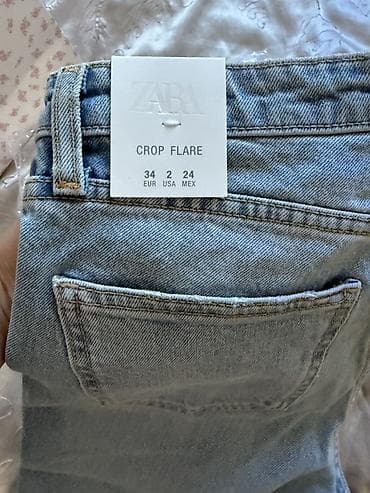 ZARA
CROP FLARE
34 2 24
EUR USA MEX